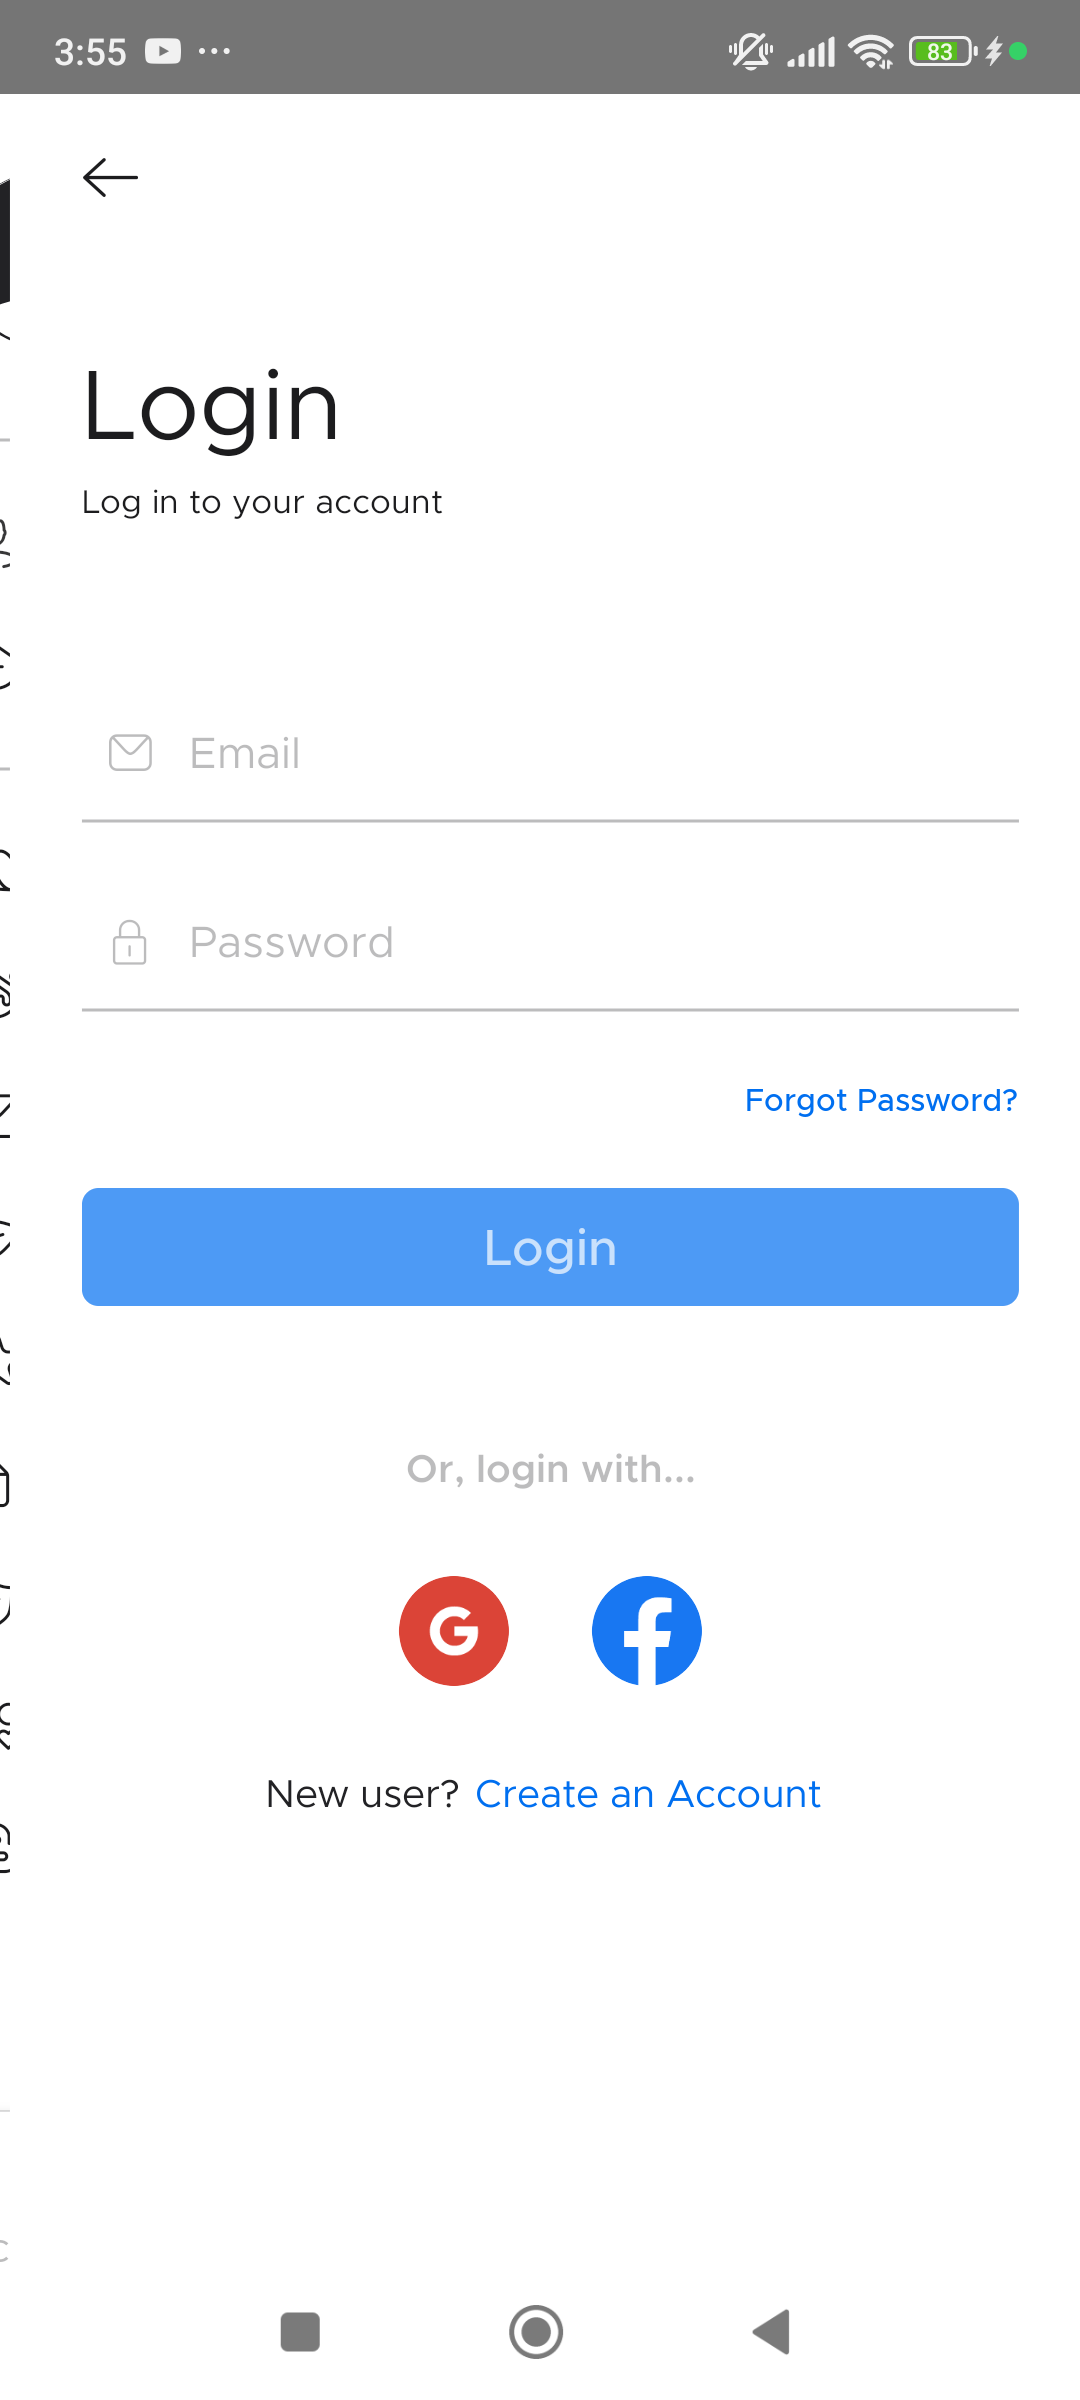 3:55
83
Login
Log in to your account
Email
Password
Forgot Password?
Login
Or, login with...
New user? Create an Account